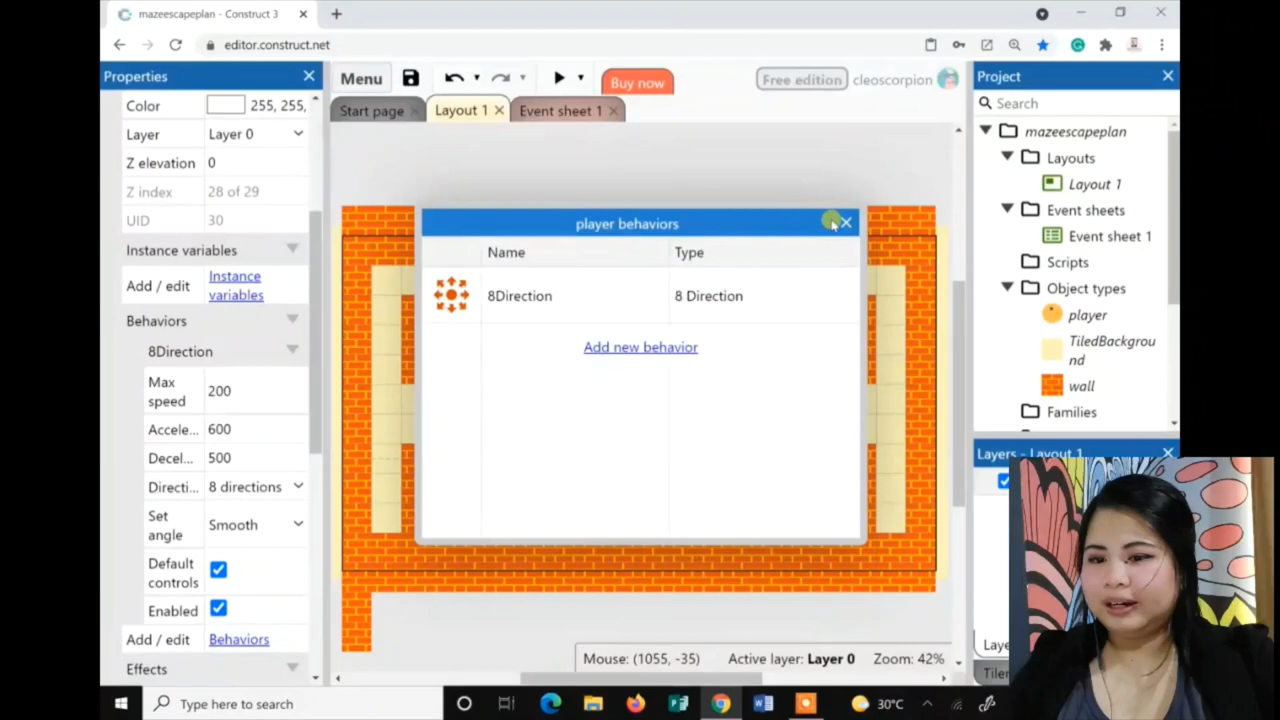 mazeescapeplan - Construct 3
editor.construct.net
Properties
Menu
Buy now
Free edition
cleoscorpion
Project
Start page
Layout 1
Event sheet 1
Search
Color
255, 255,
Layer
Layer 0
Z elevation
0
Z index
28 of 29
UID
30
Instance variables
Add / edit
Instance
variables
Behaviors
8Direction
Max
speed
200
Accele...
600
Decel...
500
Directi...
8 directions
Set
angle
Smooth
Default
controls
Enabled
Add / edit
Behaviors
Effects
player behaviors
Name
Type
8Direction
8 Direction
Add new behavior
Mouse: (1055, -35)
Active layer: Layer 0
Zoom: 42%
mazeescapeplan
Layouts
Layout 1
Event sheets
Event sheet 1
Scripts
Object types
player
TiledBackgrou
nd
wall
Families
Layers - Layout 1
Laye
Tiler
Type here to search
30°C